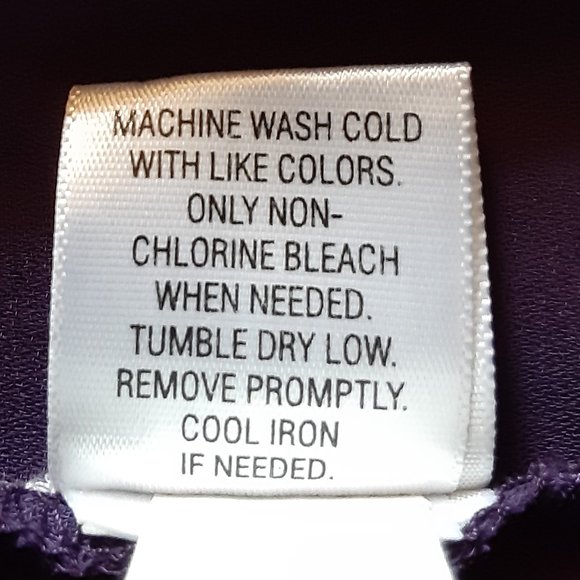 MACHINE WASH COLD
WITH LIKE COLORS.
ONLY NON-
CHLORINE BLEACH
WHEN NEEDED.
TUMBLE DRY LOW.
REMOVE PROMPTLY.
COOL IRON
IF NEEDED.